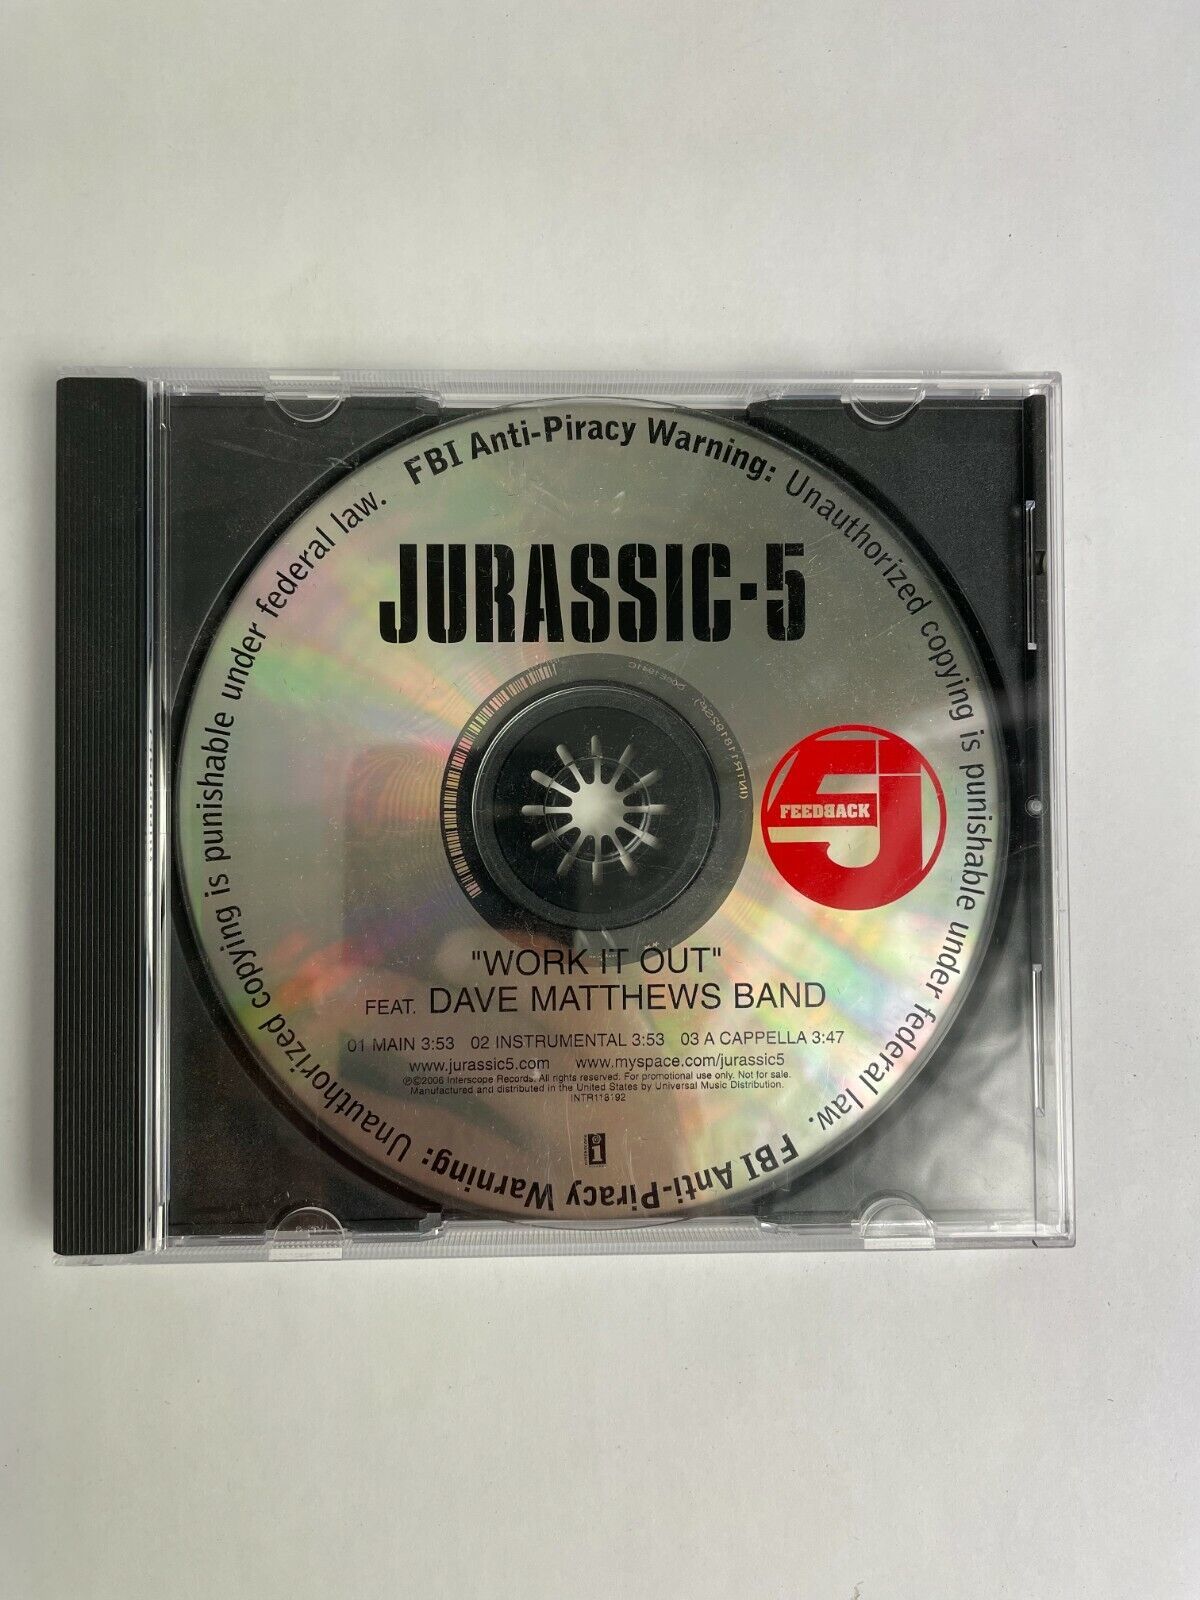 FBI Anti-Piracy Warning: Unauthorized copying is punishable under federal law.
FBI Anti-Piracy Warning: Unauthorized copying is punishable under federal law.
JURASSIC·5
5J
FEEDBACK
"WORK IT OUT"
FEAT. DAVE MATTHEWS BAND
01 MAIN 3:53 02 INSTRUMENTAL 3:53 03 A CAPPELLA 3:47
www.jurassic5.com www.myspace.com/jurassic5
℗©2006 Interscope Records. All rights reserved. For promotional use only. Not for sale.
Manufactured and distributed in the United States by Universal Music Distribution.
INTR118192
i